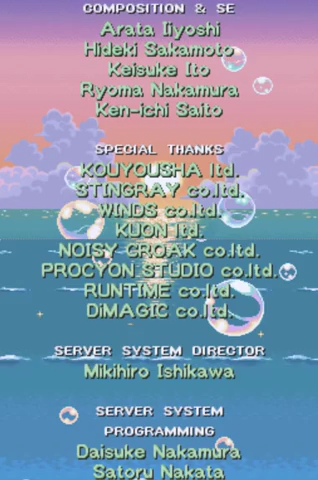 COMPOSITION & SE
Arata Iiyoshi
Hideki Sakamoto
Keisuke Ito
Ryoma Nakamura
Ken-ichi Saito
SPECIAL THANKS
KOUYOUSHA ltd.
STINGRAY co.ltd.
WINDS co.ltd.
KUON ltd.
NOISY CROAK co.ltd.
PROCYON STUDIO co.ltd.
RUNTIME co.ltd.
DiMAGIC co.ltd.
SERVER SYSTEM DIRECTOR
Mikihiro Ishikawa
SERVER SYSTEM
PROGRAMMING
Daisuke Nakamura
Satoru Nakata